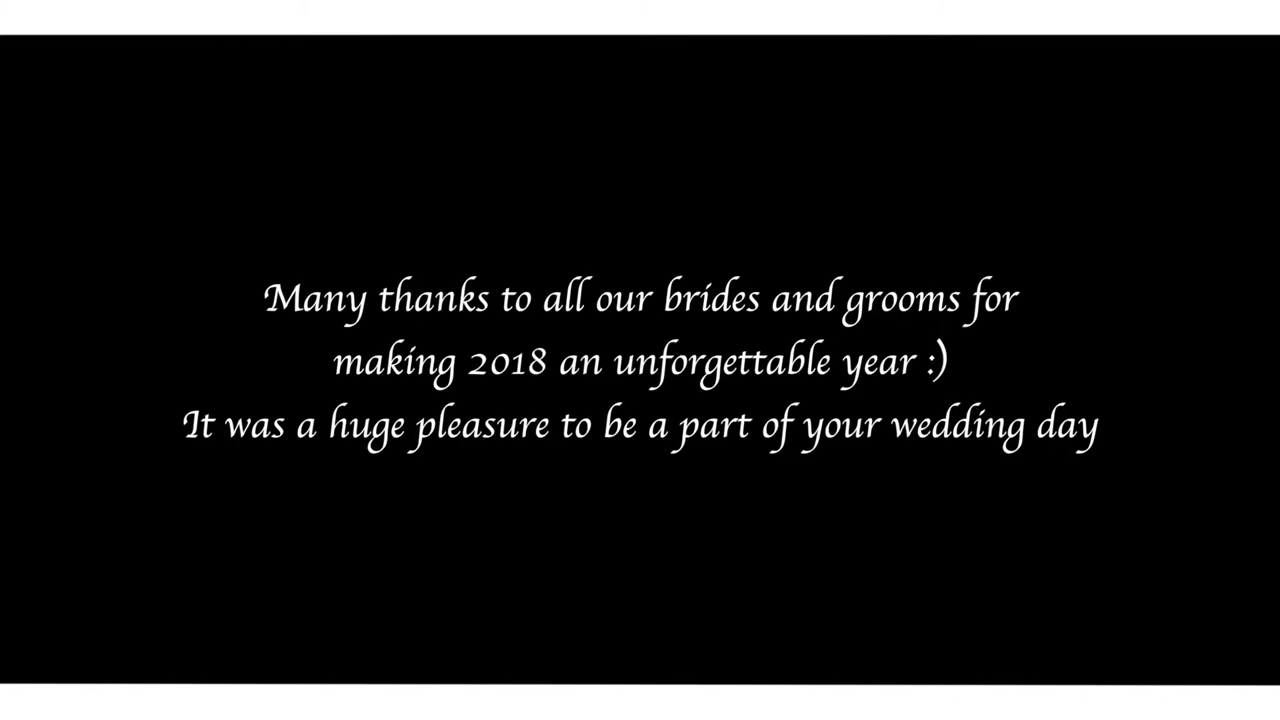 Many thanks to all our brides and grooms for
making 2018 an unforgettable year :)
It was a huge pleasure to be a part of your wedding day